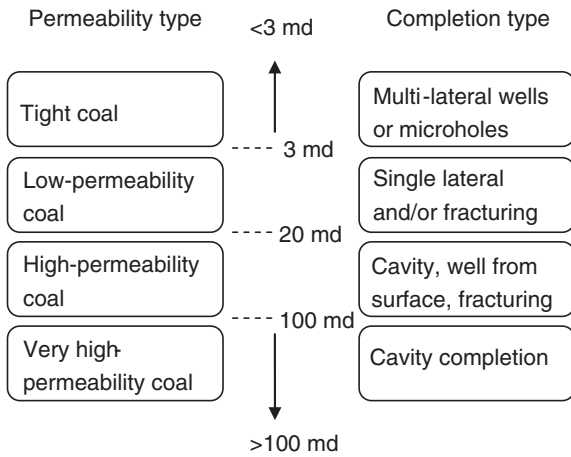 Permeability type
<3 md
Completion type
Tight coal
Multi-lateral wells
or microholes
3 md
Low-permeability
coal
Single lateral
and/or fracturing
20 md
High-permeability
coal
Cavity, well from
surface, fracturing
100 md
Very high-
permeability coal
Cavity completion
>100 md